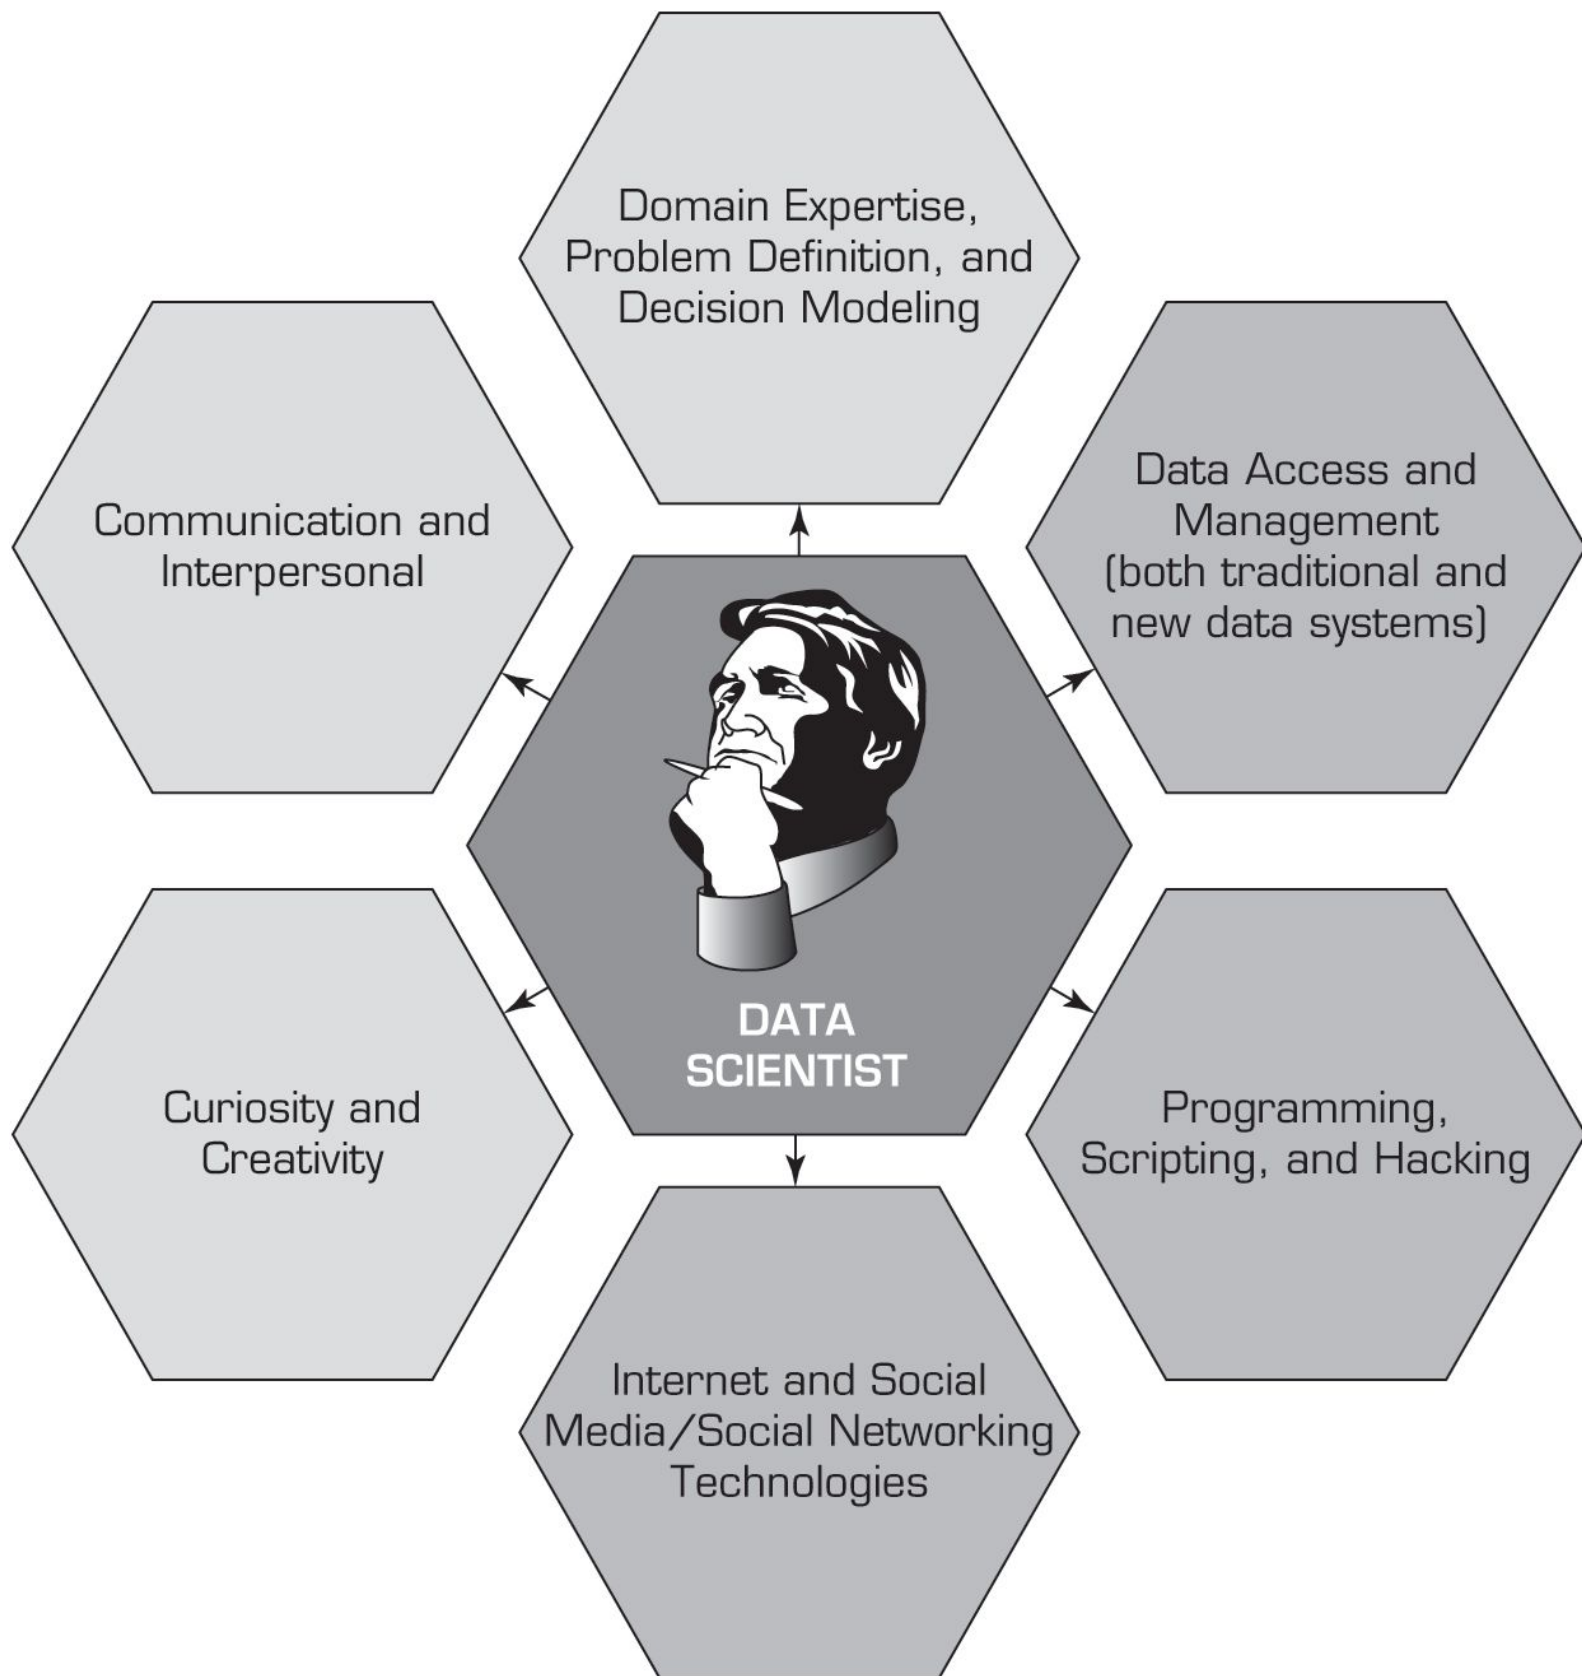 Domain Expertise,
Problem Definition, and
Decision Modeling
Communication and
Interpersonal
Data Access and
Management
(both traditional and
new data systems)
DATA
SCIENTIST
Curiosity and
Creativity
Programming,
Scripting, and Hacking
Internet and Social
Media/Social Networking
Technologies